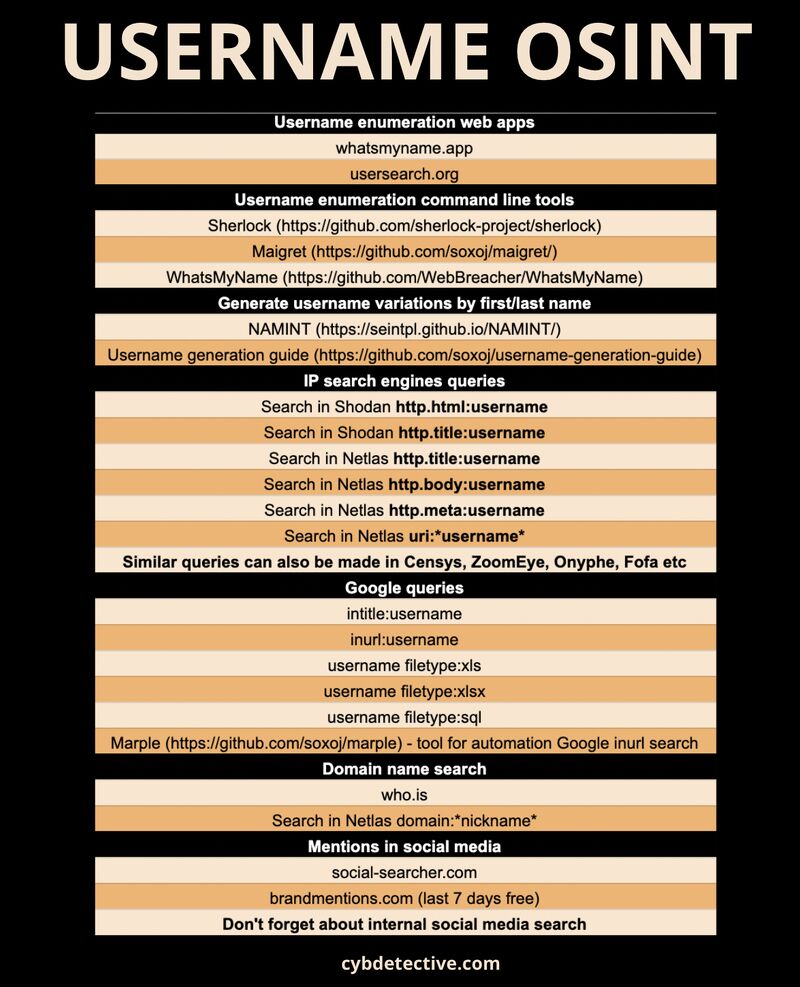 USERNAME OSINT
Username enumeration web apps
whatsmyname.app
usersearch.org
Username enumeration command line tools
Sherlock (https://github.com/sherlock-project/sherlock)
Maigret (https://github.com/soxoj/maigret/)
WhatsMyName (https://github.com/WebBreacher/WhatsMyName)
Generate username variations by first/last name
NAMINT (https://seintpl.github.io/NAMINT/)
Username generation guide (https://github.com/soxoj/username-generation-guide)
IP search engines queries
Search in Shodan http.html:username
Search in Shodan http.title:username
Search in Netlas http.title:username
Search in Netlas http.body:username
Search in Netlas http.meta:username
Search in Netlas uri:*username*
Similar queries can also be made in Censys, ZoomEye, Onyphe, Fofa etc
Google queries
intitle:username
inurl:username
username filetype:xls
username filetype:xlsx
username filetype:sql
Marple (https://github.com/soxoj/marple) - tool for automation Google inurl search
Domain name search
who.is
Search in Netlas domain:*nickname*
Mentions in social media
social-searcher.com
brandmentions.com (last 7 days free)
Don't forget about internal social media search
cybdetective.com